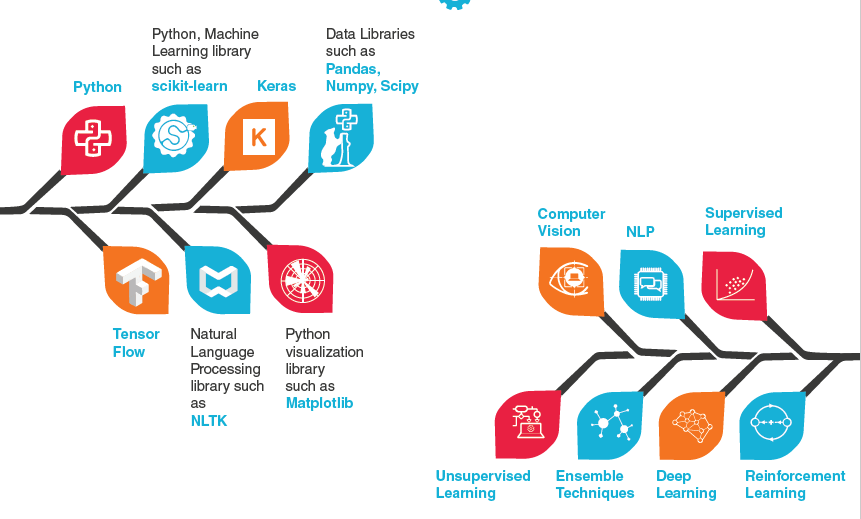 Python
Python, Machine
Learning library
such as
scikit-learn
Keras
Data Libraries
such as
Pandas,
Numpy, Scipy
K
Tensor
Flow
Natural
Language
Processing
library such
as
NLTK
Python
visualization
library
such as
Matplotlib
Computer
Vision
NLP
Supervised
Learning
Unsupervised
Learning
Ensemble
Techniques
Deep
Learning
Reinforcement
Learning